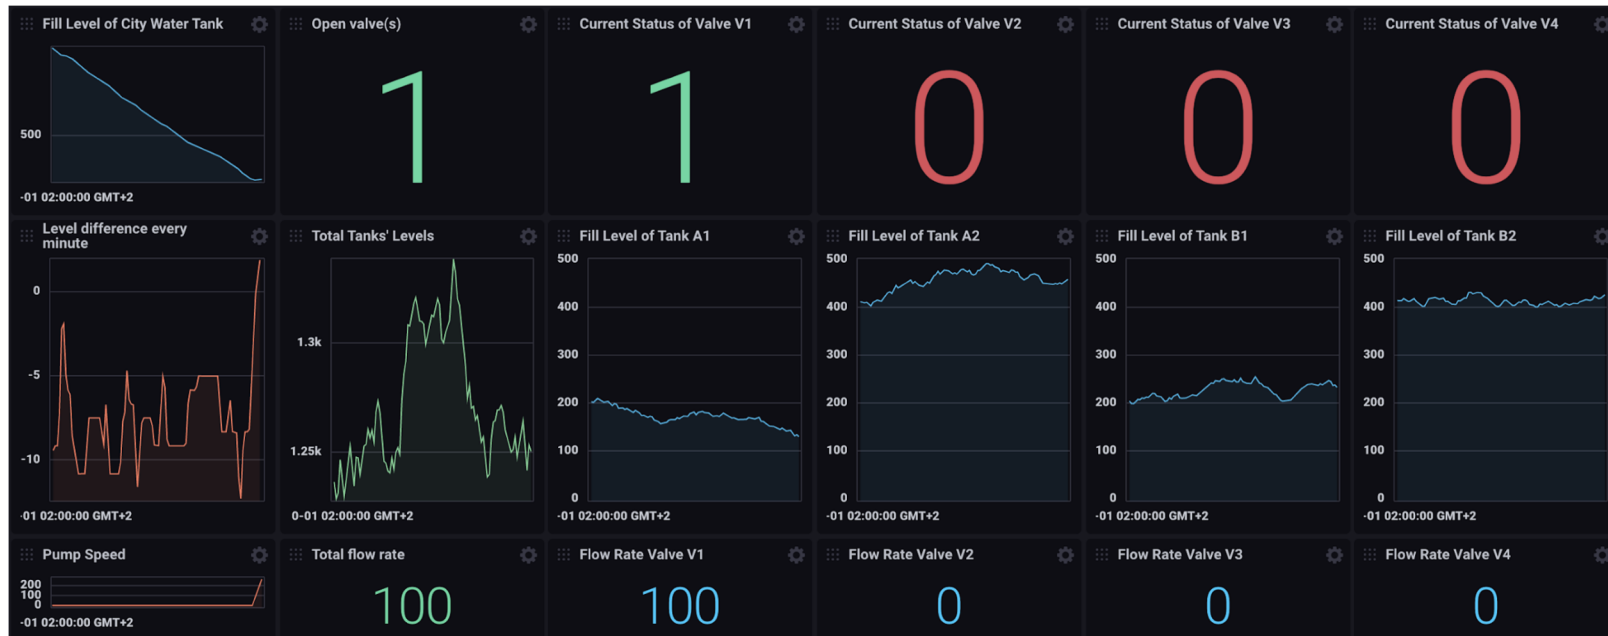 Fill Level of City Water Tank
500
-01 02:00:00 GMT+2
Open valve(s)
1
Current Status of Valve V1
1
Current Status of Valve V2
0
Current Status of Valve V3
0
Current Status of Valve V4
0
Level difference every
minute
0
-5
-10
-01 02:00:00 GMT+2
Total Tanks' Levels
1.3k
1.25k
0-01 02:00:00 GMT+2
Fill Level of Tank A1
500
400
300
200
100
0
-01 02:00:00 GMT+2
Fill Level of Tank A2
500
400
300
200
100
0
-01 02:00:00 GMT+2
Fill Level of Tank B1
500
400
300
200
100
0
-01 02:00:00 GMT+2
Fill Level of Tank B2
500
400
300
200
100
0
-01 02:00:00 GMT+2
Pump Speed
200
100
0
-01 02:00:00 GMT+2
Total flow rate
100
Flow Rate Valve V1
100
Flow Rate Valve V2
0
Flow Rate Valve V3
0
Flow Rate Valve V4
0